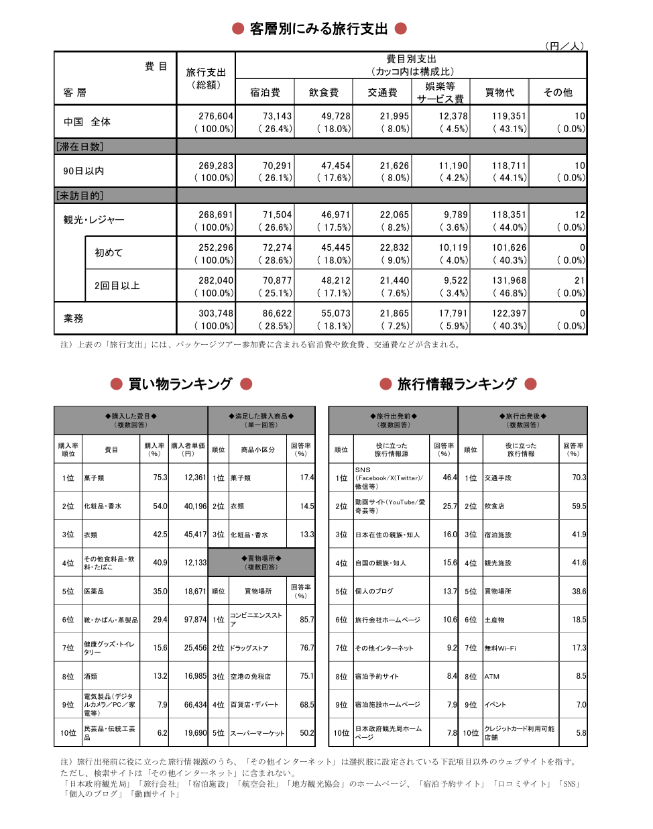 ● 客層別にみる旅行支出 ●
（円／人）
費 目 旅行支出（総額） 費目別支出（カッコ内は構成比）
客 層 宿泊費 飲食費 交通費 娯楽等サービス費 買物代 その他
中国 全体 276,604 73,143 49,728 21,995 12,378 119,351 10
( 100.0%) ( 26.4%) ( 18.0%) ( 8.0%) ( 4.5%) ( 43.1%) ( 0.0%)
[滞在日数]
90日以内 269,283 70,291 47,454 21,626 11,190 118,711 10
( 100.0%) ( 26.1%) ( 17.6%) ( 8.0%) ( 4.2%) ( 44.1%) ( 0.0%)
[来訪目的]
観光・レジャー 268,691 71,504 46,971 22,065 9,789 118,351 12
( 100.0%) ( 26.6%) ( 17.5%) ( 8.2%) ( 3.6%) ( 44.0%) ( 0.0%)
初めて 252,296 72,274 45,445 22,832 10,119 101,626 0
( 100.0%) ( 28.6%) ( 18.0%) ( 9.0%) ( 4.0%) ( 40.3%) ( 0.0%)
2回目以上 282,040 70,877 48,212 21,440 9,522 131,968 21
( 100.0%) ( 25.1%) ( 17.1%) ( 7.6%) ( 3.4%) ( 46.8%) ( 0.0%)
業務 303,748 86,622 55,073 21,865 17,791 122,397 0
( 100.0%) ( 28.5%) ( 18.1%) ( 7.2%) ( 5.9%) ( 40.3%) ( 0.0%)
注）上表の「旅行支出」には、パッケージツアー参加費に含まれる宿泊費や飲食費、交通費などが含まれる。
● 買い物ランキング ●
◆購入した費目◆（複数回答）
購入率順位 費目 購入率（%） 購入者単価（円）
1位 菓子類 75.3 12,361
2位 化粧品・香水 54.0 40,196
3位 衣類 42.5 45,417
4位 その他食料品・飲料・たばこ 40.9 12,133
5位 医薬品 35.0 18,671
6位 靴・かばん・革製品 29.4 97,874
7位 健康グッズ・トイレタリー 15.6 25,456
8位 酒類 13.2 16,985
9位 電気製品（デジタルカメラ／PC／家電等） 7.9 66,434
10位 民芸品・伝統工芸品 6.2 19,690
◆満足した購入商品◆（単一回答）
順位 商品小区分 回答率（%）
1位 菓子類 17.4
2位 衣類 14.5
3位 化粧品・香水 13.3
◆買物場所◆（複数回答）
順位 買物場所 回答率（%）
1位 コンビニエンスストア 85.7
2位 ドラッグストア 76.7
3位 空港の免税店 75.1
4位 百貨店・デパート 68.5
5位 スーパーマーケット 50.2
● 旅行情報ランキング ●
◆旅行出発前◆（複数回答）
順位 役に立った旅行情報源 回答率（%）
1位 SNS（Facebook/X(Twitter)/微信等） 46.4
2位 動画サイト（YouTube/愛奇芸等） 25.7
3位 日本在住の親族・知人 16.0
4位 自国の親族・知人 15.6
5位 個人のブログ 13.7
6位 旅行会社ホームページ 10.6
7位 その他インターネット 9.2
8位 宿泊予約サイト 8.4
9位 宿泊施設ホームページ 7.9
10位 日本政府観光局ホームページ 7.8
◆旅行出発後◆（複数回答）
順位 役に立った旅行情報 回答率（%）
1位 交通手段 70.3
2位 飲食店 59.5
3位 宿泊施設 41.9
4位 観光施設 41.6
5位 買物場所 38.6
6位 土産物 18.5
7位 無料Wi-Fi 17.3
8位 ATM 8.5
9位 イベント 7.0
10位 クレジットカード利用可能店舗 5.8
注）旅行出発前に役に立った旅行情報源のうち、「その他インターネット」は選択肢に設定されている下記項目以外のウェブサイトを指す。
ただし、検索サイトは「その他インターネット」に含まれない。
「日本政府観光局」「旅行会社」「宿泊施設」「航空会社」「地方観光協会」のホームページ、「宿泊予約サイト」「口コミサイト」「SNS」
「個人のブログ」「動画サイト」